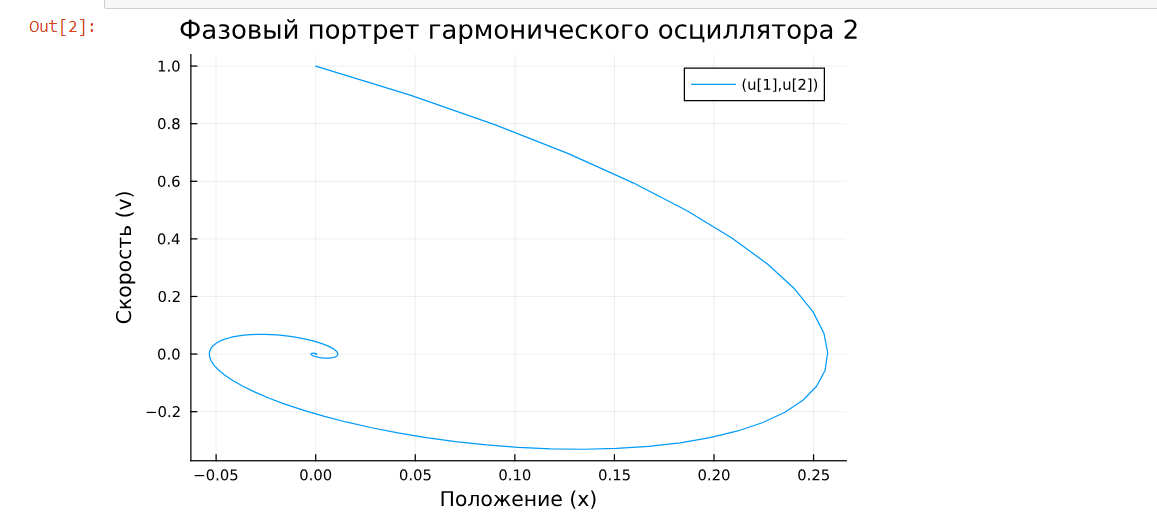 Out[2]:
Фазовый портрет гармонического осциллятора 2
(u[1],u[2])
1.0
0.8
0.6
0.4
0.2
0.0
−0.2
Скорость (v)
−0.05 0.00 0.05 0.10 0.15 0.20 0.25
Положение (x)